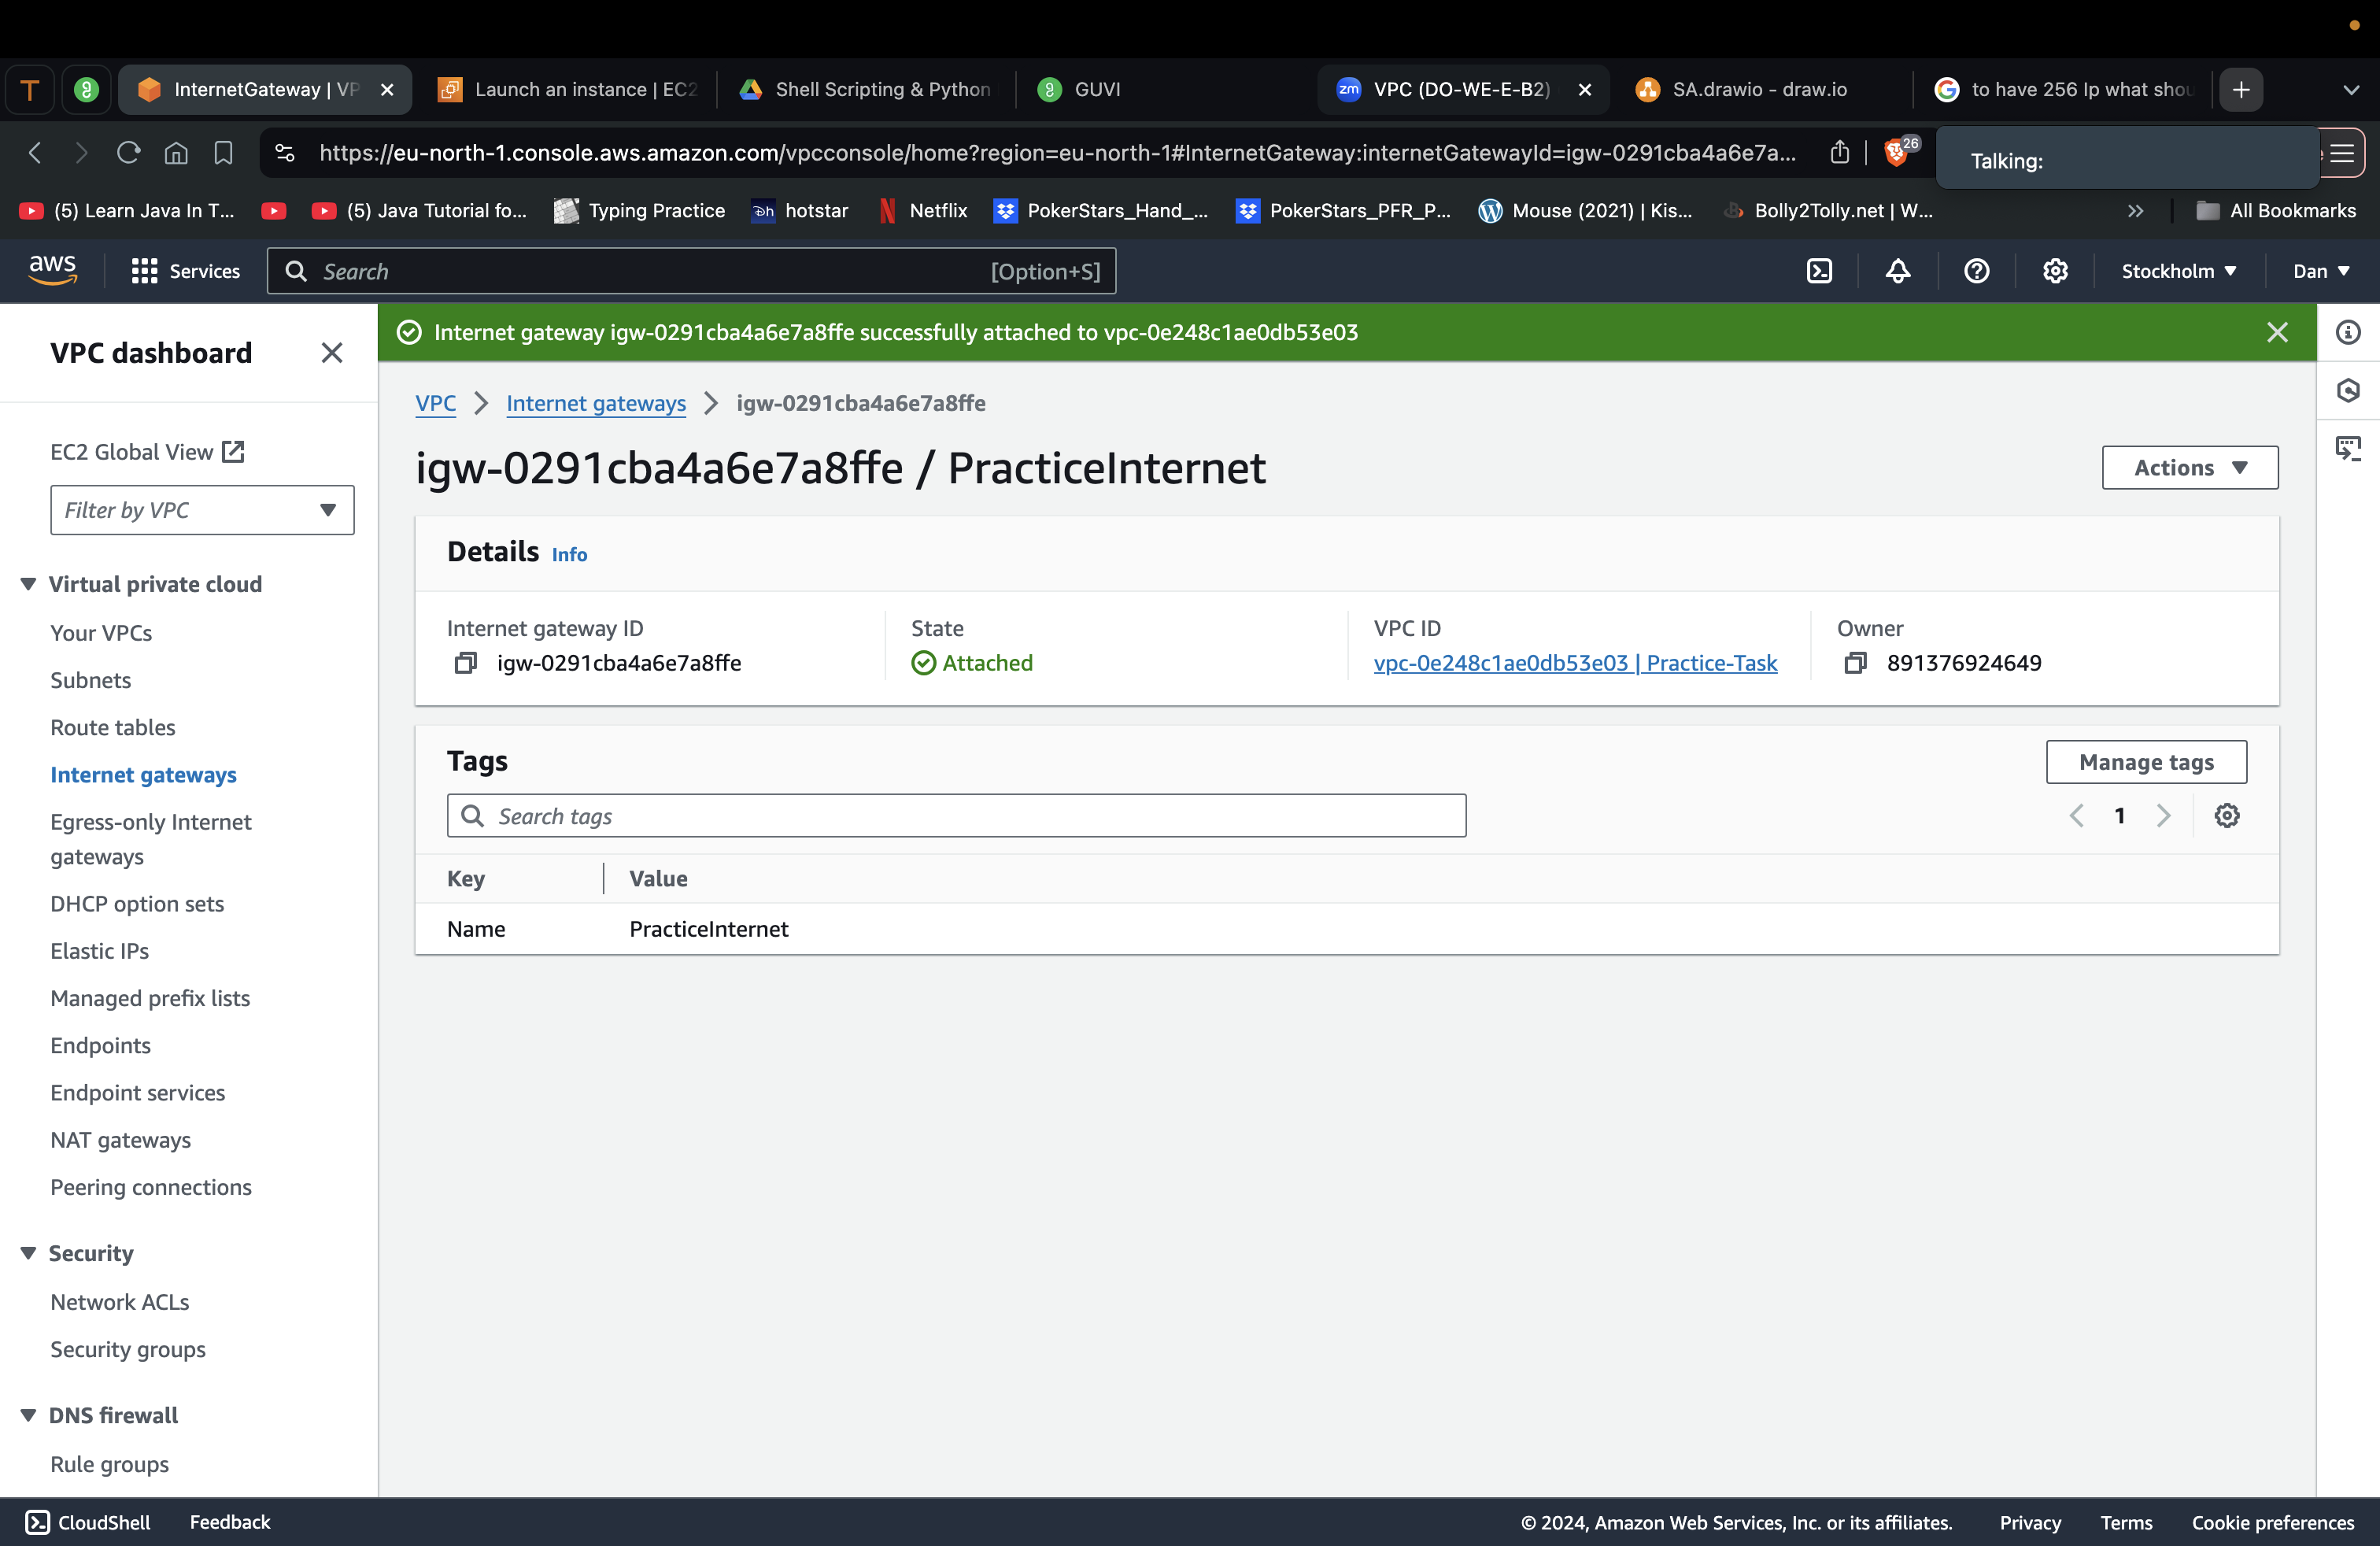 InternetGateway | VP
Launch an instance | EC2
Shell Scripting & Python
GUVI
zm VPC (DO-WE-E-B2)
SA.drawio - draw.io
to have 256 Ip what shou
https://eu-north-1.console.aws.amazon.com/vpcconsole/home?region=eu-north-1#InternetGateway:internetGatewayId=igw-0291cba4a6e7a...
26
Talking:
(5) Learn Java In T...
(5) Java Tutorial fo...
Typing Practice
hotstar
Netflix
PokerStars_Hand_...
PokerStars_PFR_P...
Mouse (2021) | Kis...
Bolly2Tolly.net | W...
All Bookmarks
aws
Services
Search
[Option+S]
Stockholm
Dan
VPC dashboard
Internet gateway igw-0291cba4a6e7a8ffe successfully attached to vpc-0e248c1ae0db53e03
EC2 Global View
Filter by VPC
Virtual private cloud
Your VPCs
Subnets
Route tables
Internet gateways
Egress-only Internet
gateways
DHCP option sets
Elastic IPs
Managed prefix lists
Endpoints
Endpoint services
NAT gateways
Peering connections
Security
Network ACLs
Security groups
DNS firewall
Rule groups
VPC > Internet gateways > igw-0291cba4a6e7a8ffe
igw-0291cba4a6e7a8ffe / PracticeInternet
Actions
Details Info
Internet gateway ID
igw-0291cba4a6e7a8ffe
State
Attached
VPC ID
vpc-0e248c1ae0db53e03 | Practice-Task
Owner
891376924649
Tags
Manage tags
Search tags
1
Key Value
Name PracticeInternet
CloudShell
Feedback
© 2024, Amazon Web Services, Inc. or its affiliates.
Privacy
Terms
Cookie preferences